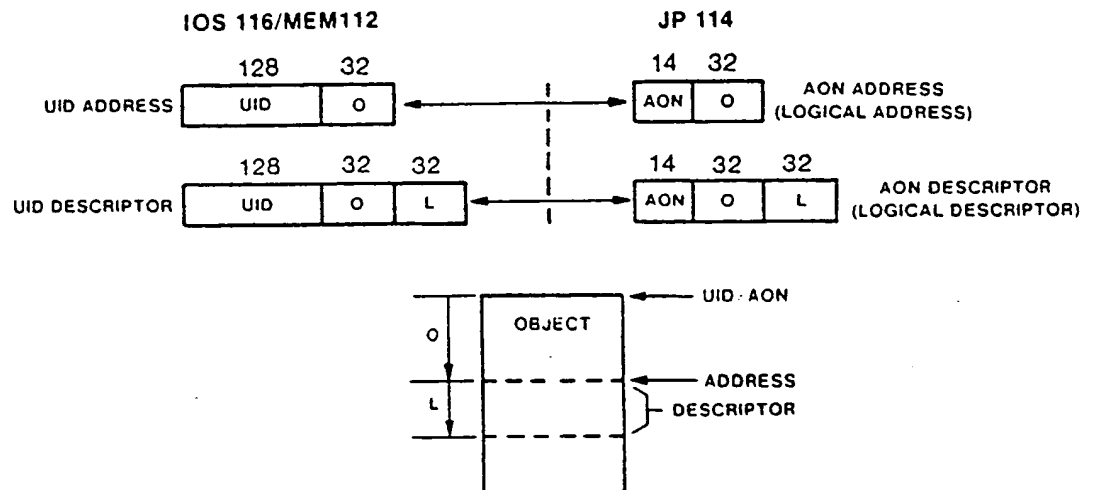 IOS 116/MEM112 JP 114
128 32 14 32
UID ADDRESS UID O AON O AON ADDRESS
(LOGICAL ADDRESS)
128 32 32 14 32 32
UID DESCRIPTOR UID O L AON O L AON DESCRIPTOR
(LOGICAL DESCRIPTOR)
UID:AON
OBJECT
O
ADDRESS
L DESCRIPTOR